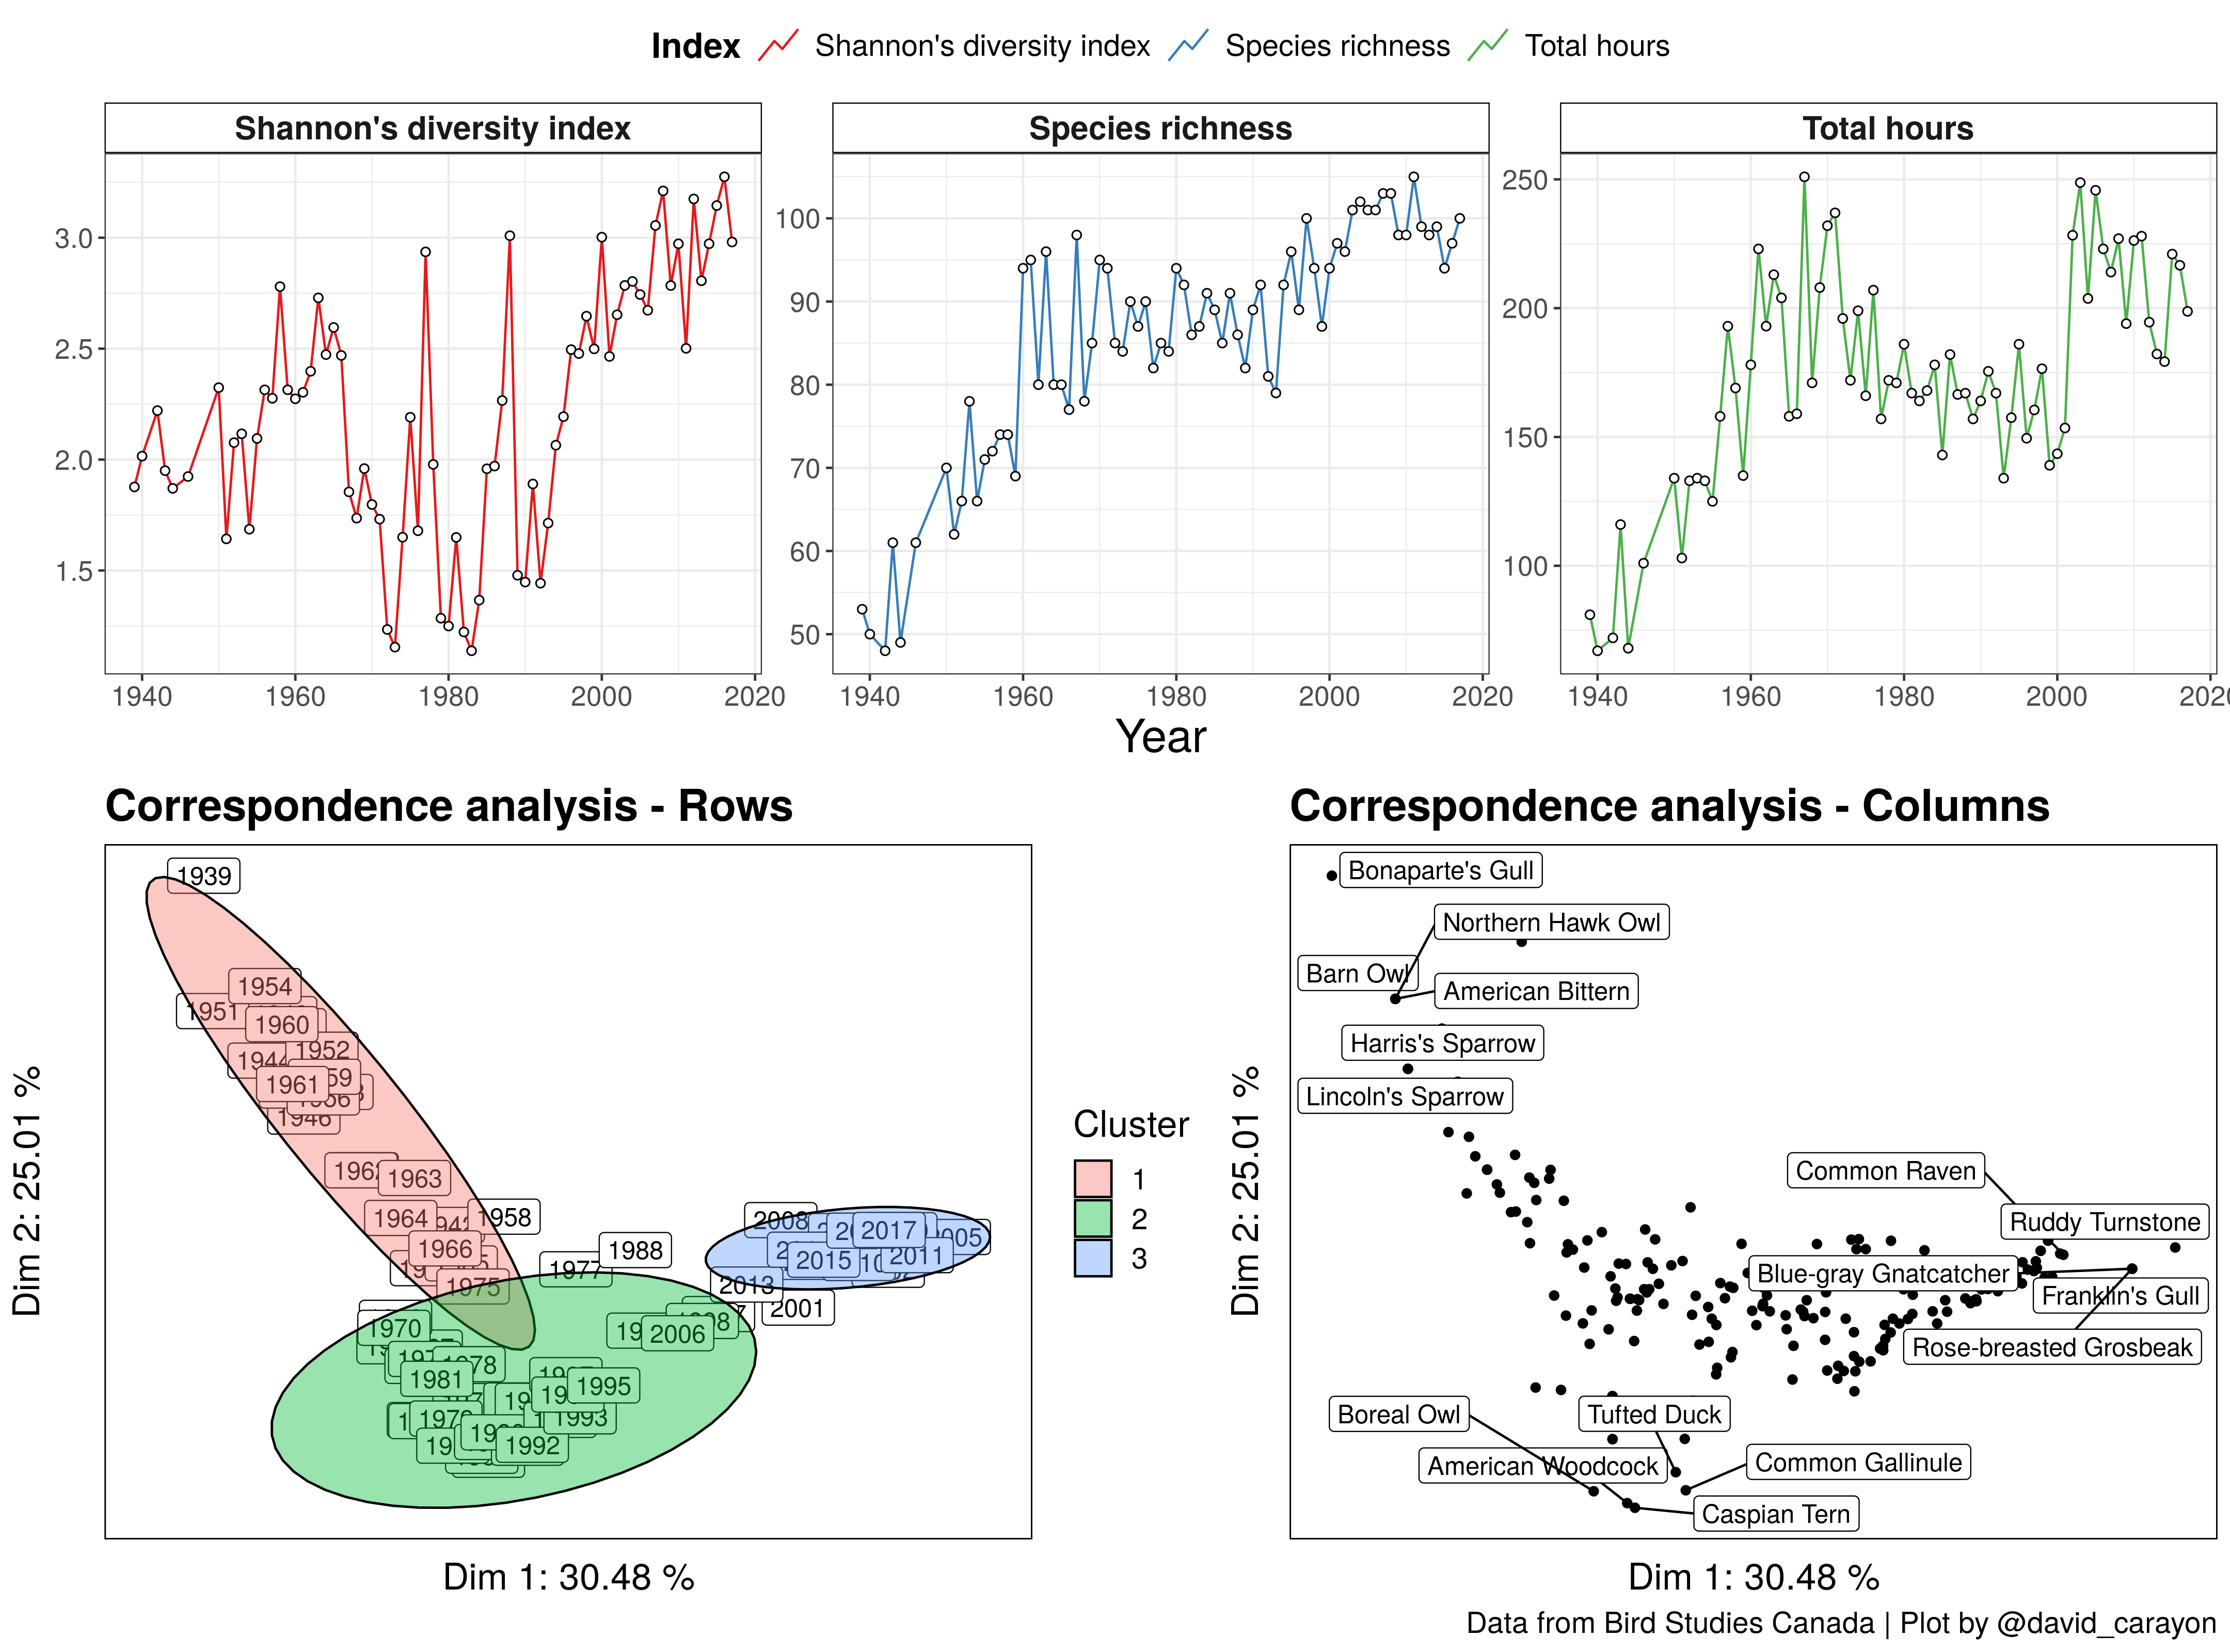 Index Shannon's diversity index Species richness Total hours
Shannon's diversity index
Species richness
Total hours
3.0
2.5
2.0
1.5
1940 1960 1980 2000 2020
100
90
80
70
60
50
1940 1960 1980 2000 2020
250
200
150
100
1940 1960 1980 2000
Year
Correspondence analysis - Rows
Dim 2: 25.01 %
1939
1954
1951
1960
1952
1944
1961
1946
1963
1964
1958
1966
1975
1977
1988
2008
2017
2005
2015
2011
2013
2001
1970
2006
1978
1981
1995
1979
1993
1992
Dim 1: 30.48 %
Cluster
1
2
3
Correspondence analysis - Columns
Dim 2: 25.01 %
Bonaparte's Gull
Northern Hawk Owl
Barn Owl
American Bittern
Harris's Sparrow
Lincoln's Sparrow
Common Raven
Ruddy Turnstone
Blue-gray Gnatcatcher
Franklin's Gull
Rose-breasted Grosbeak
Boreal Owl
Tufted Duck
American Woodcock
Common Gallinule
Caspian Tern
Dim 1: 30.48 %
Data from Bird Studies Canada | Plot by @david_carayon